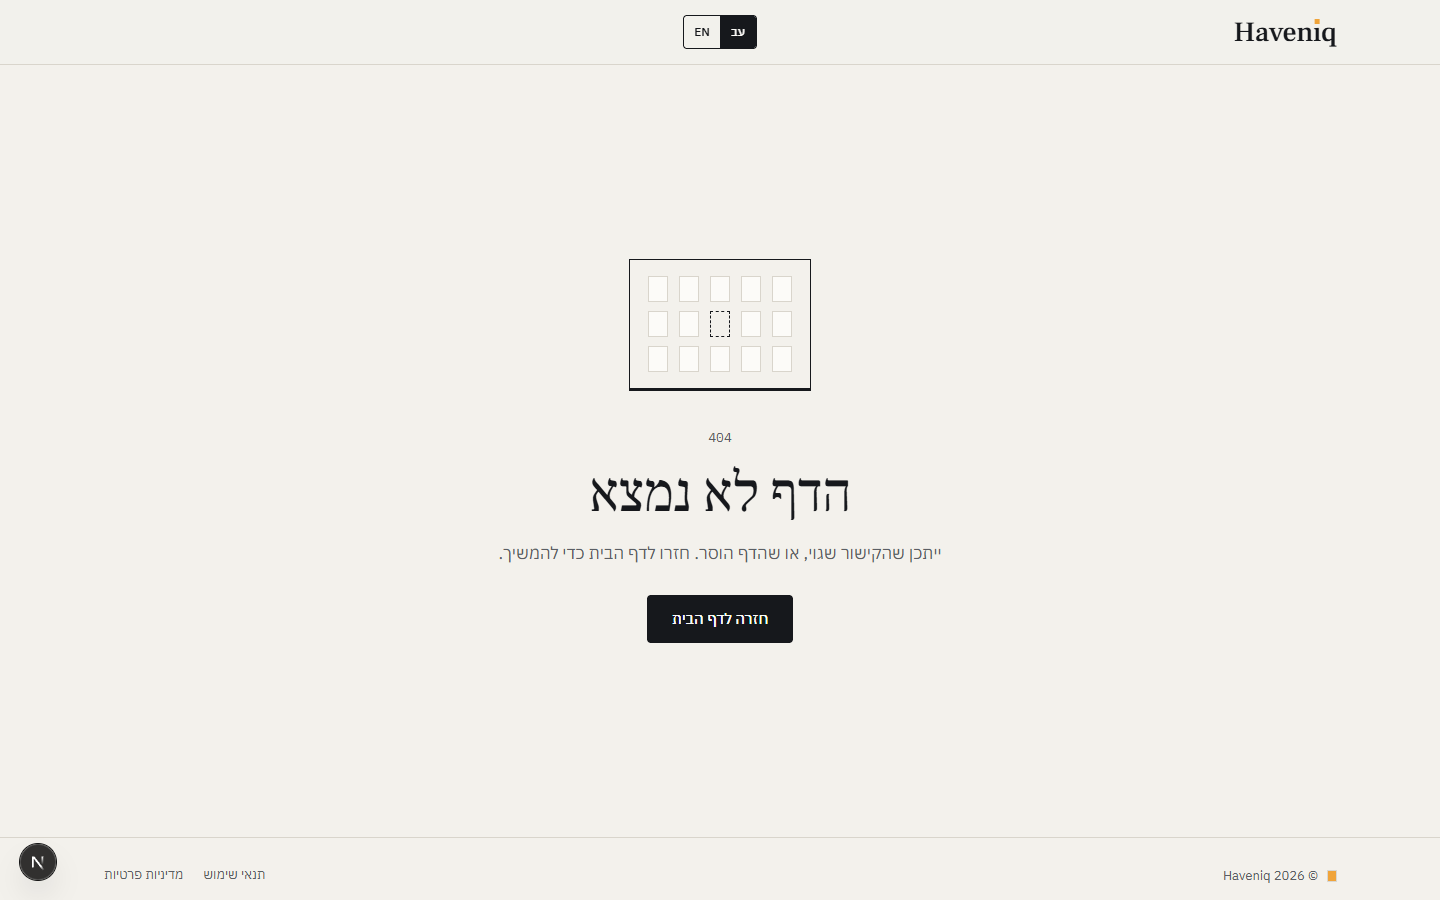 Haveniq
עב EN
404
הדף לא נמצא
ייתכן שהקישור שגוי, או שהדף הוסר. חזרו לדף הבית כדי להמשיך.
חזרה לדף הבית
© 2026 Haveniq
תנאי שימוש מדיניות פרטיות
N